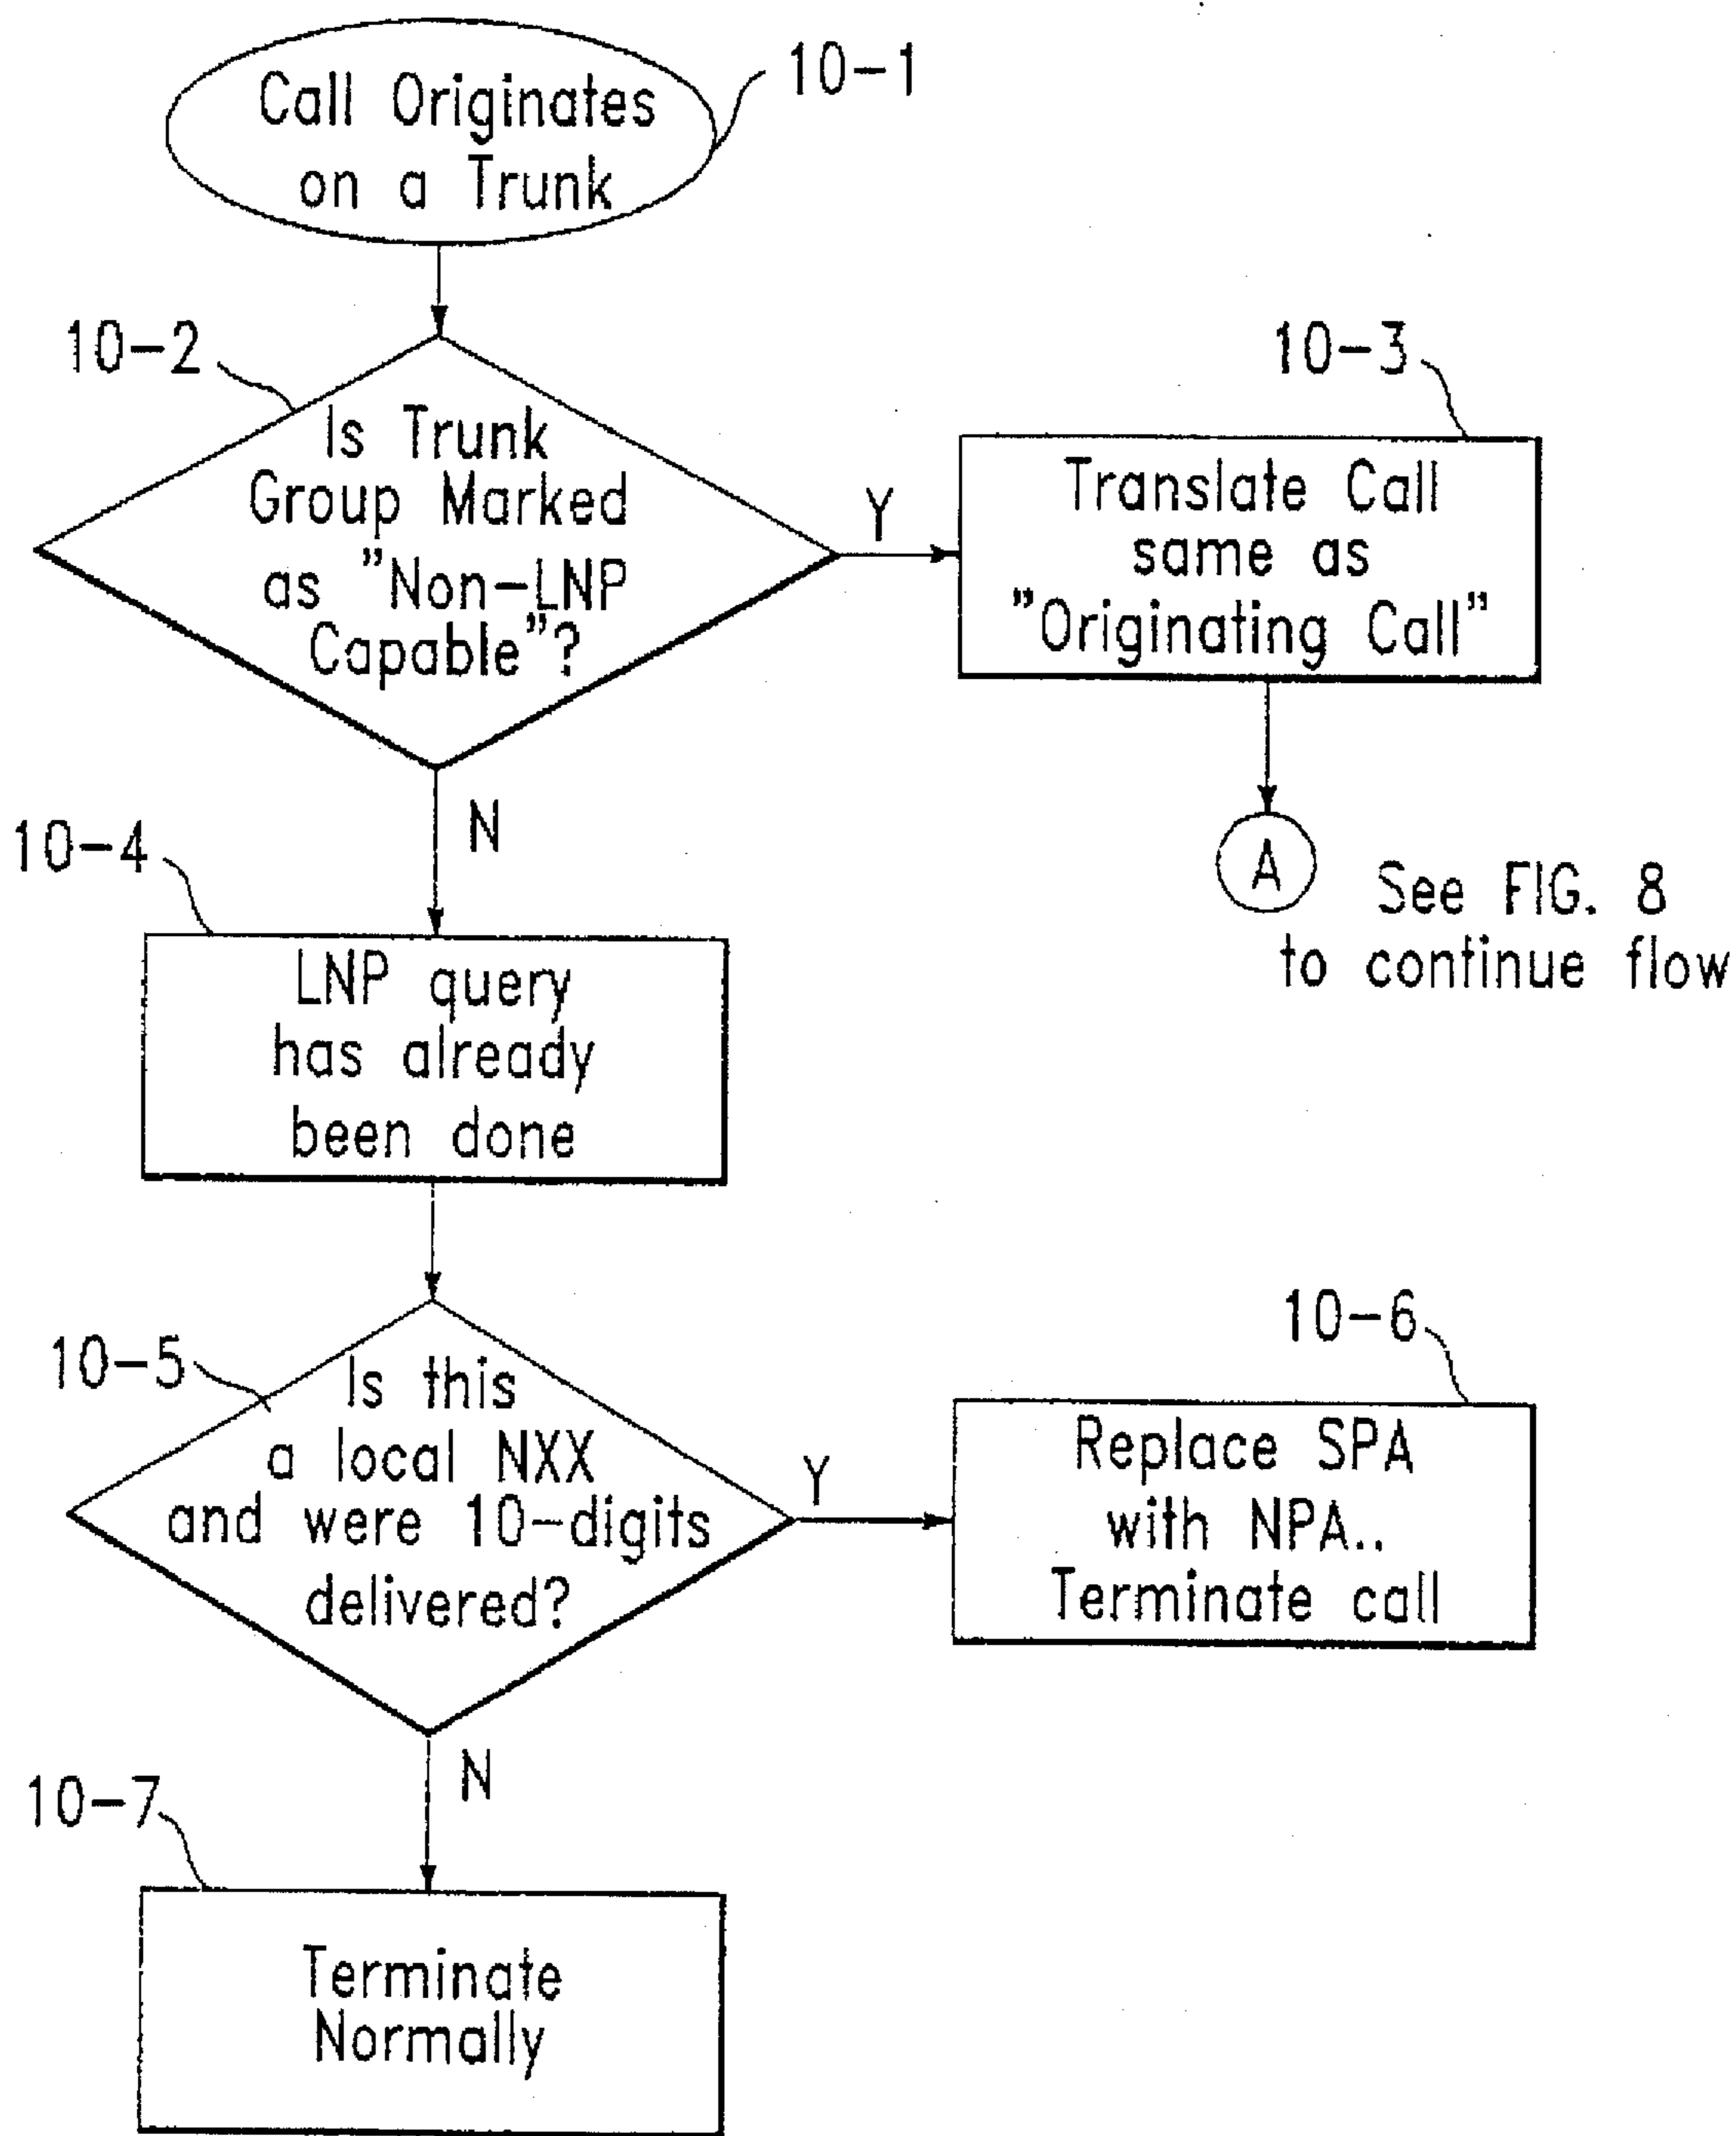 Call Originates
on a Trunk
10-1
10-2
Is Trunk
Group Marked
as "Non-LNP
Capable"?
Y
10-3
Translate Call
same as
"Originating Call"
A
See FIG. 8
to continue flow
N
10-4
LNP query
has already
been done
10-5
Is this
a local NXX
and were 10-digits
delivered?
Y
10-6
Replace SPA
with NPA..
Terminate call
N
10-7
Terminate
Normally